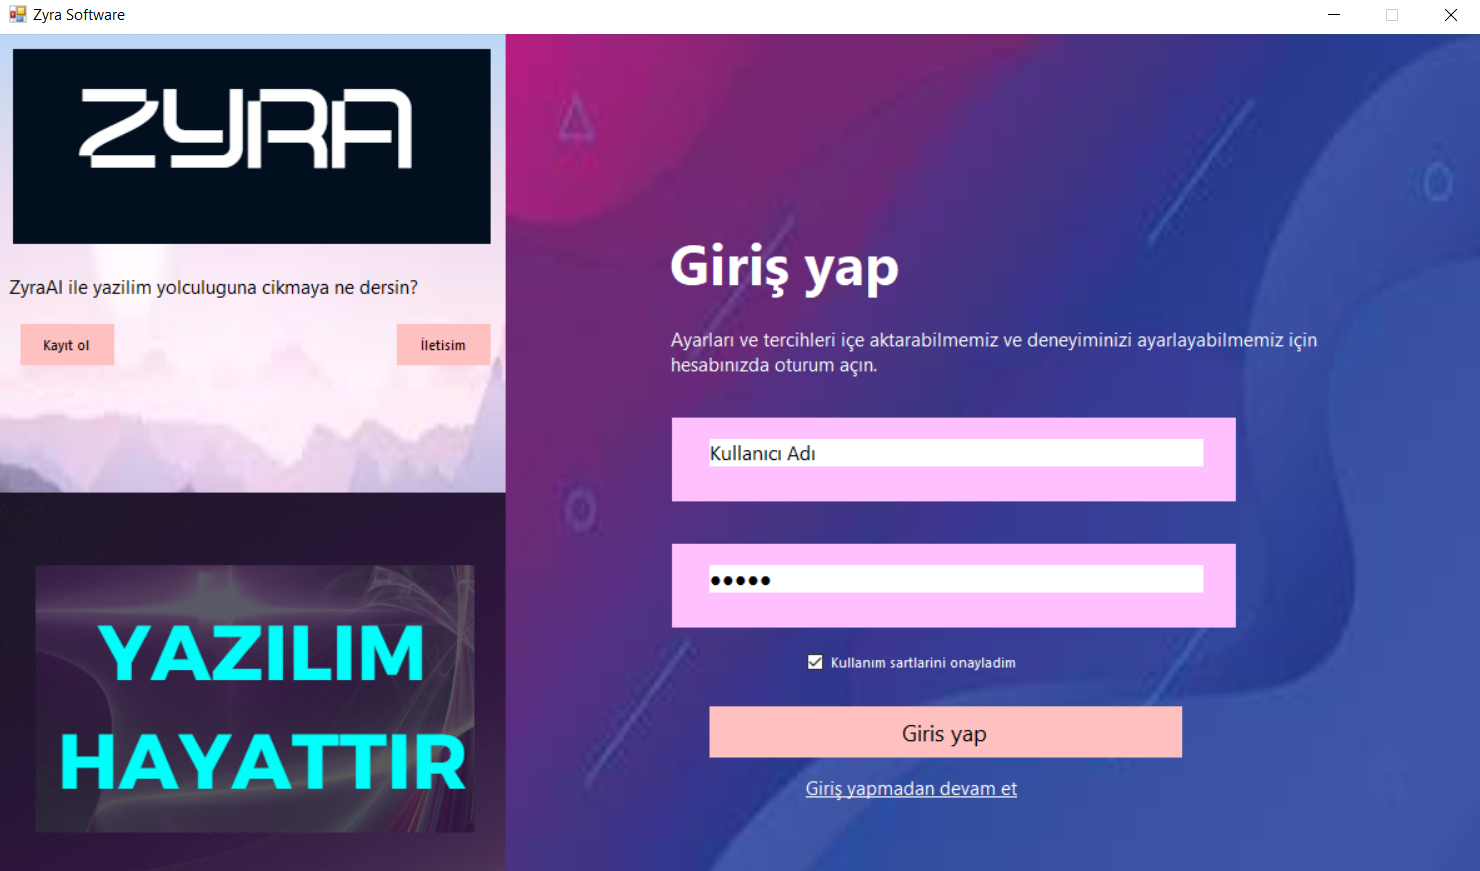 Zyra Software
ZYRA
ZyraAI ile yazilim yolculuguna cikmaya ne dersin?
Kayıt ol
İletisim
YAZILIM
HAYATTIR
Giriş yap
Ayarları ve tercihleri içe aktarabilmemiz ve deneyiminizi ayarlayabilmemiz için
hesabınızda oturum açın.
Kullanıcı Adı
●●●●●
Kullanım sartlarini onayladim
Giris yap
Giriş yapmadan devam et